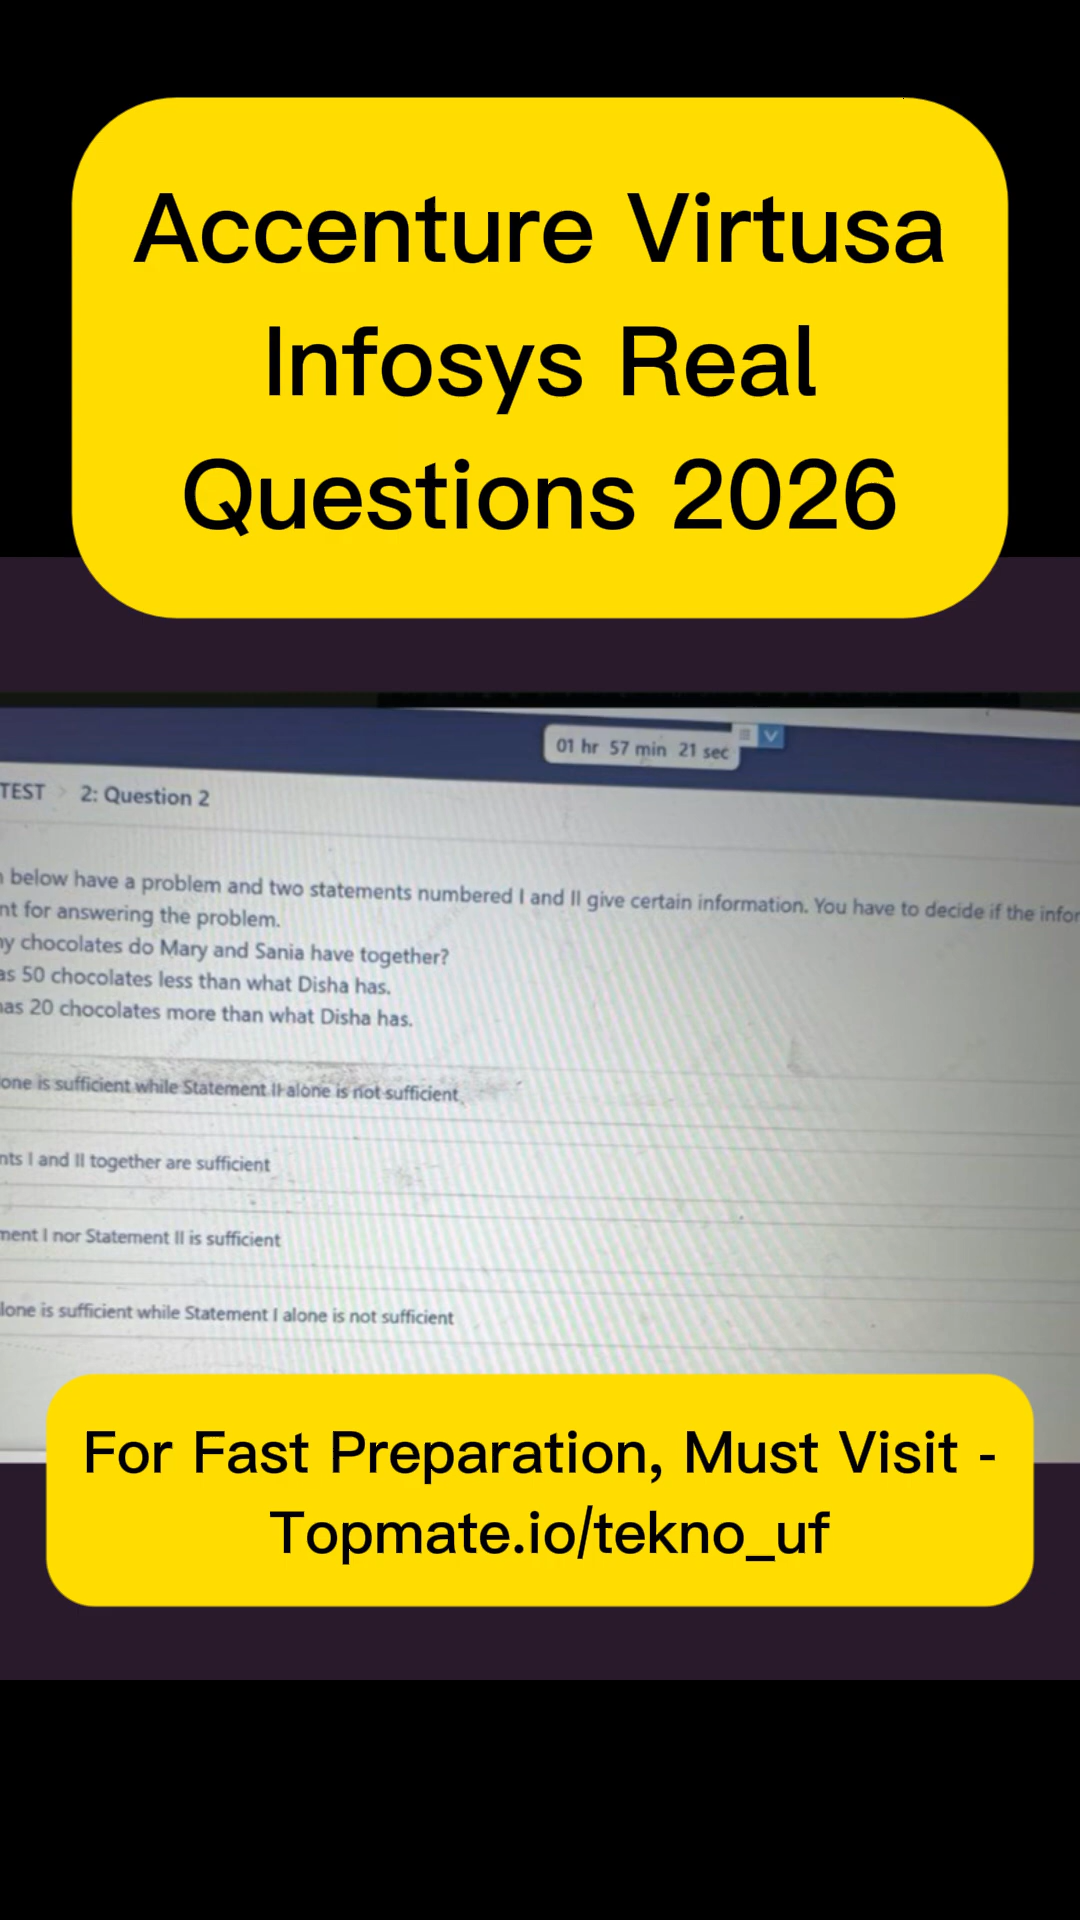 Accenture Virtusa
Infosys Real
Questions 2026
01 hr 57 min 21 sec
TEST > 2: Question 2
below have a problem and two statements numbered I and II give certain information. You have to decide if the infor
nt for answering the problem.
ny chocolates do Mary and Sania have together?
as 50 chocolates less than what Disha has.
has 20 chocolates more than what Disha has.
one is sufficient while Statement II alone is not sufficient
nts I and II together are sufficient
ment I nor Statement II is sufficient
lone is sufficient while Statement I alone is not sufficient
For Fast Preparation, Must Visit -
Topmate.io/tekno_uf